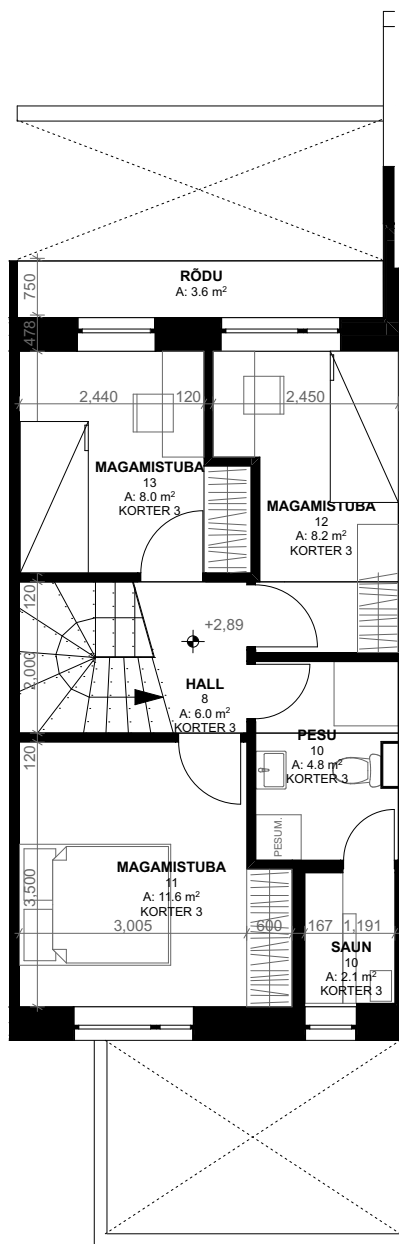 RÕDU
A: 3.6 m²
750
478
2,440
120
2,450
MAGAMISTUBA
13
A: 8.0 m²
KORTER 3
MAGAMISTUBA
12
A: 8.2 m²
KORTER 3
120
+2,89
2,000
HALL
8
A: 6.0 m²
KORTER 3
PESU
10
A: 4.8 m²
KORTER 3
120
PESUM.
MAGAMISTUBA
11
A: 11.6 m²
KORTER 3
3,500
3,005
600
167
1,191
SAUN
10
A: 2.1 m²
KORTER 3